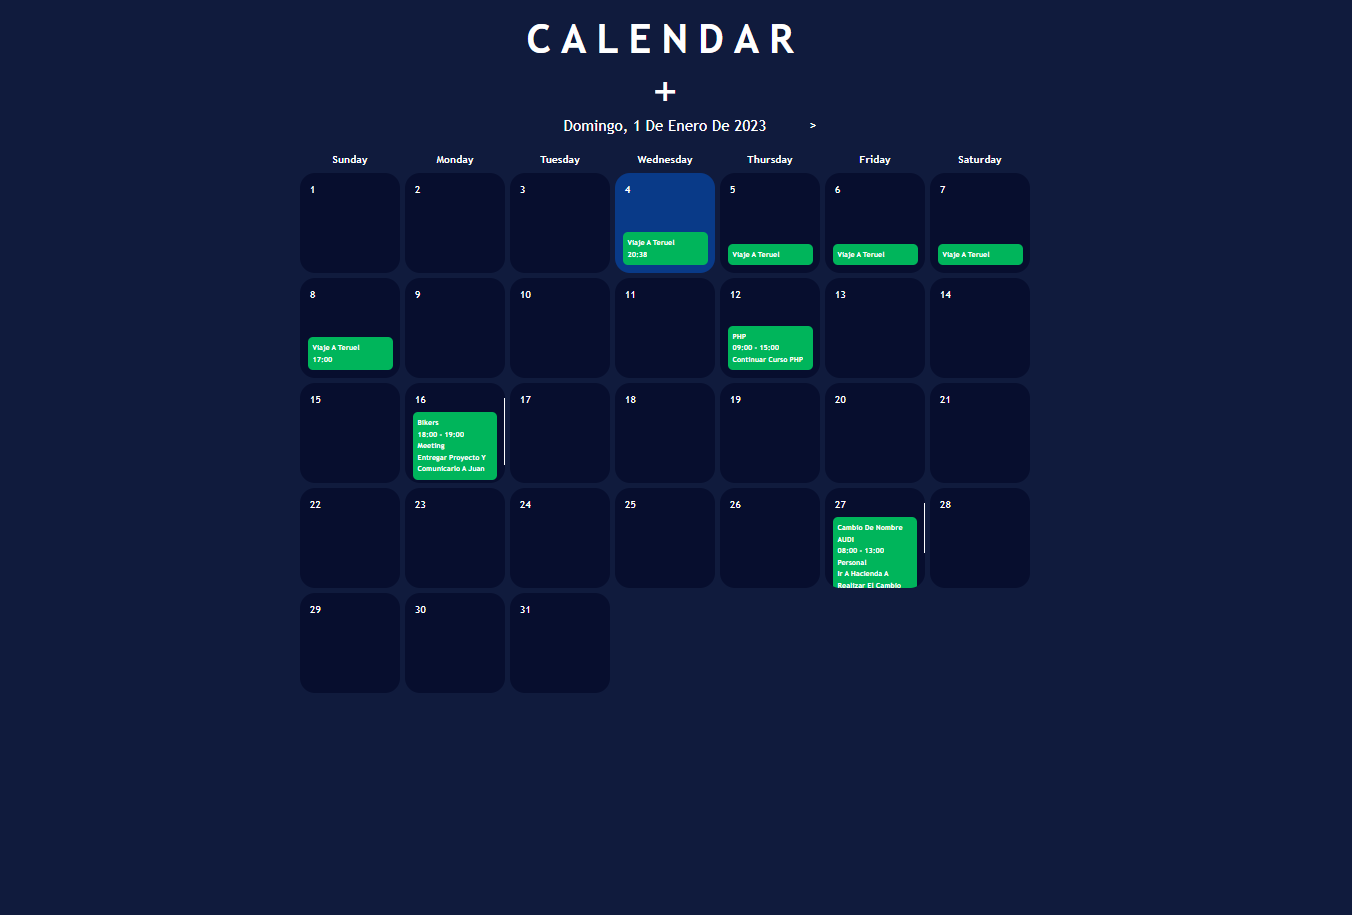 CALENDAR
+
Domingo, 1 De Enero De 2023 >
Sunday Monday Tuesday Wednesday Thursday Friday Saturday
1 2 3 4 5 6 7
Viaje A Teruel
20:38
Viaje A Teruel
Viaje A Teruel
Viaje A Teruel
8 9 10 11 12 13 14
Viaje A Teruel
17:00
PHP
09:00 - 15:00
Continuar Curso PHP
15 16 17 18 19 20 21
Bikers
18:00 - 19:00
Meeting
Entregar Proyecto Y
Comunicarlo A Juan
22 23 24 25 26 27 28
Cambio De Nombre
AUDI
08:00 - 13:00
Personal
Ir A Hacienda A
Realizar El Cambio
29 30 31